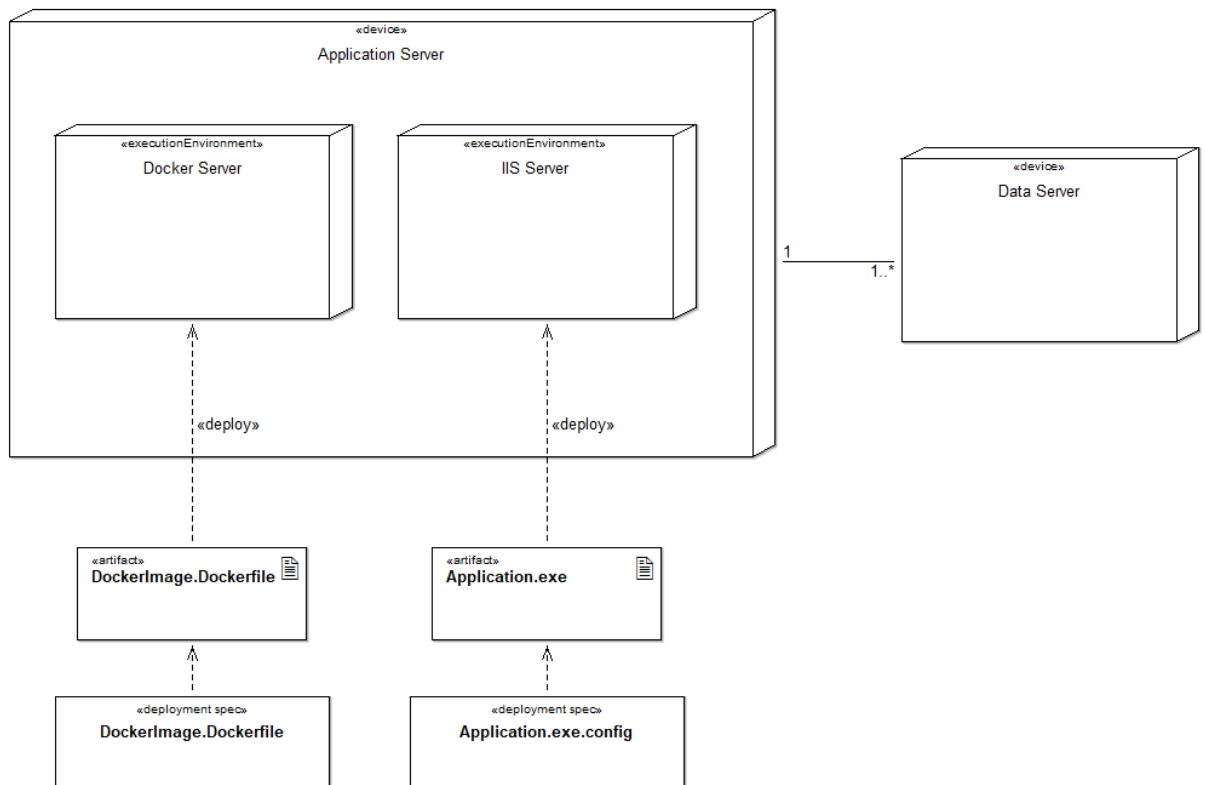 «device»
Application Server
«executionEnvironment»
Docker Server
«executionEnvironment»
IIS Server
«device»
Data Server
1
1..*
«deploy»
«deploy»
«artifact»
DockerImage.Dockerfile
«artifact»
Application.exe
«deployment spec»
DockerImage.Dockerfile
«deployment spec»
Application.exe.config